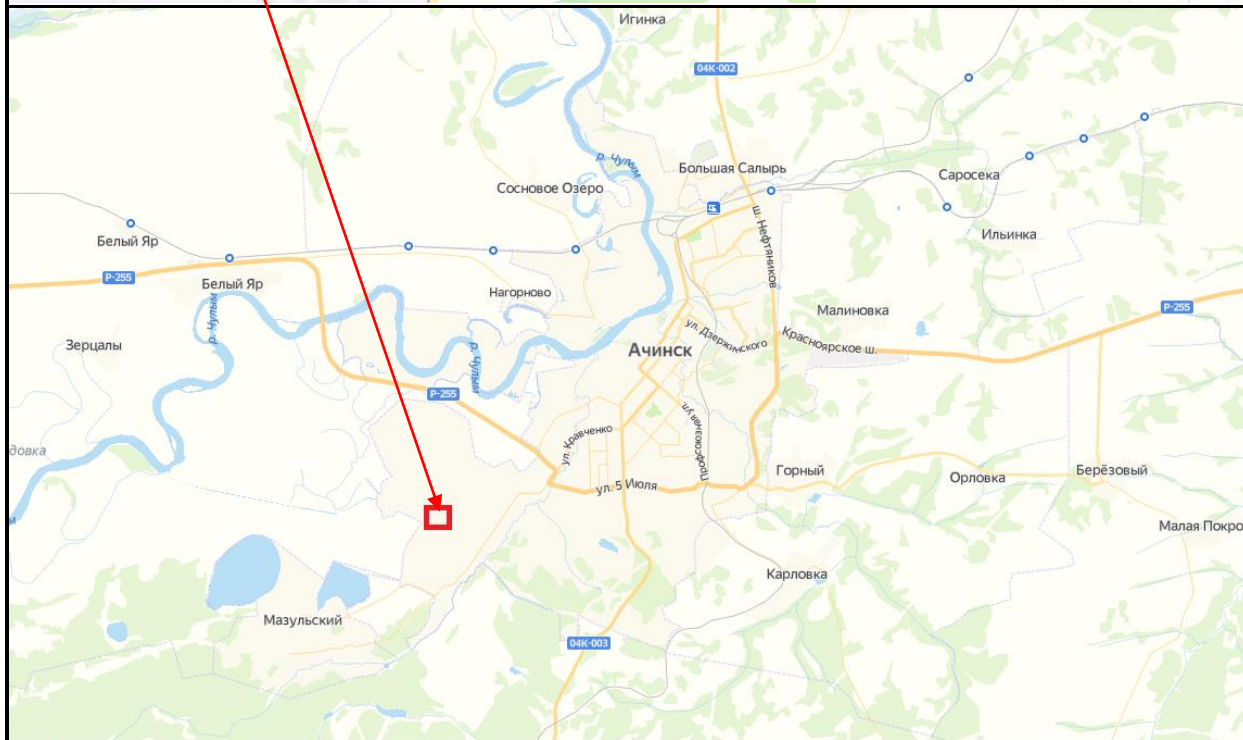 Игинка
04К-002
р. Чулым
Большая Салырь
Сосновое Озеро
Саросека
ш. Нефтяников
Белый Яр
Ильинка
Р-255
Белый Яр
Нагорново
р. Чулым
Малиновка
Р-255
ул. Дзержинского
Красноярское ш.
Зерцалы
р. Чулым
Ачинск
Р-255
ул. Кравченко
Профсоюзная ул.
довка
Горный
Орловка
Берёзовый
ул. 5 Июля
Малая Покро
Карловка
Мазульский
04К-003